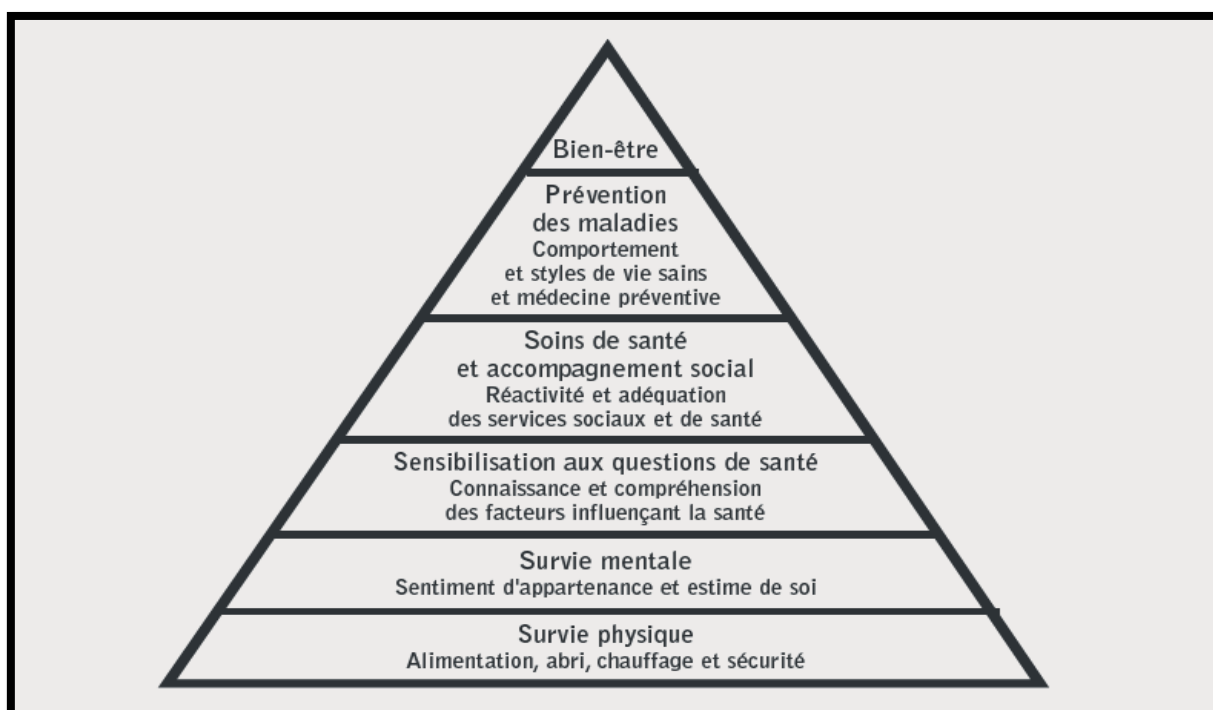 Bien-être
Prévention
des maladies
Comportement
et styles de vie sains
et médecine préventive
Soins de santé
et accompagnement social
Réactivité et adéquation
des services sociaux et de santé
Sensibilisation aux questions de santé
Connaissance et compréhension
des facteurs influençant la santé
Survie mentale
Sentiment d'appartenance et estime de soi
Survie physique
Alimentation, abri, chauffage et sécurité